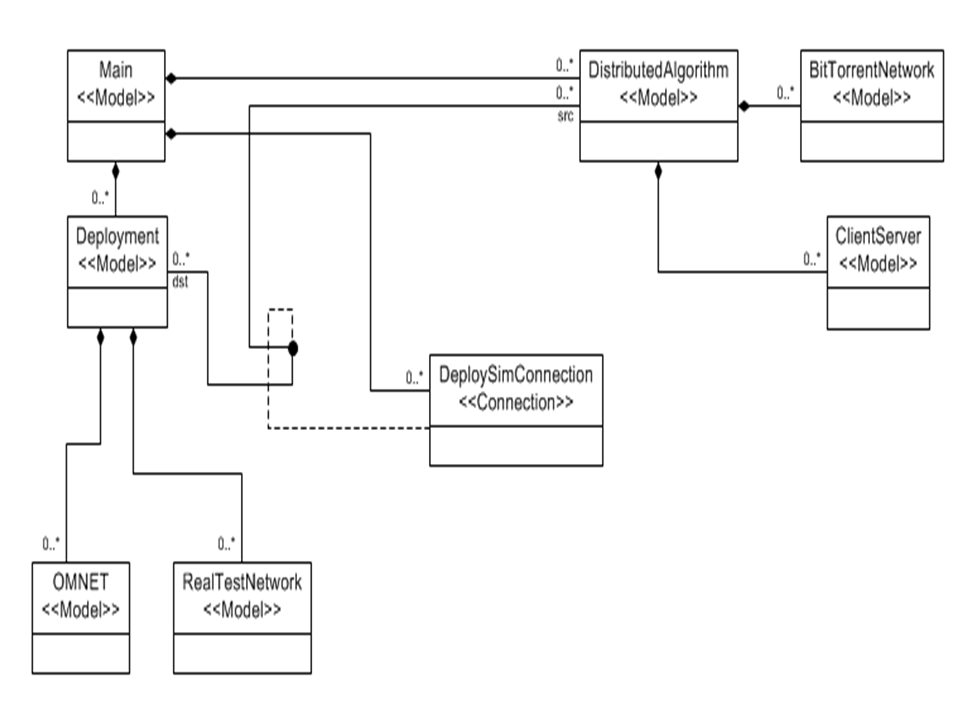 Main
<<Model>>
0..*
DistributedAlgorithm
<<Model>>
0..*
src
0..*
BitTorrentNetwork
<<Model>>
0..*
Deployment
<<Model>>
0..*
dst
0..*
ClientServer
<<Model>>
0..*
DeploySimConnection
<<Connection>>
0..*
OMNET
<<Model>>
0..*
RealTestNetwork
<<Model>>